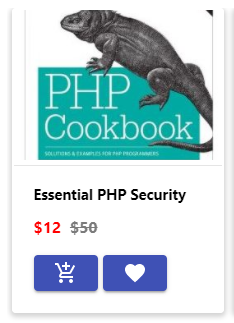 PHP
Cookbook
SOLUTIONS & EXAMPLES FOR PHP PROGRAMMERS
Essential PHP Security
$12 $50